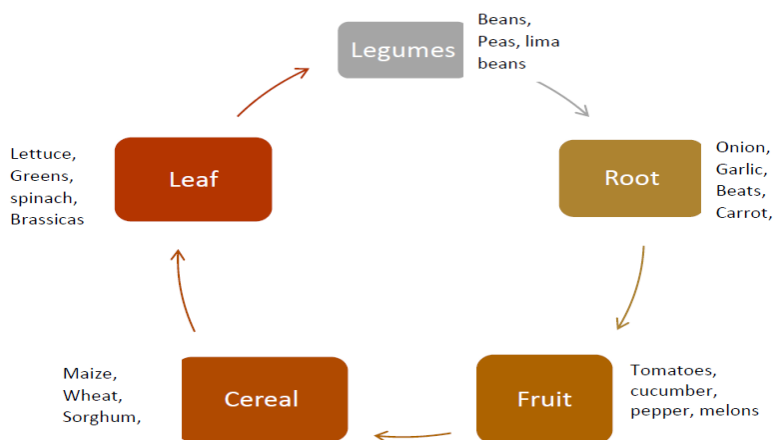 Legumes
Beans,
Peas, lima
beans
Root
Onion,
Garlic,
Beats,
Carrot,
Fruit
Tomatoes,
cucumber,
pepper, melons
Cereal
Maize,
Wheat,
Sorghum,
Leaf
Lettuce,
Greens,
spinach,
Brassicas